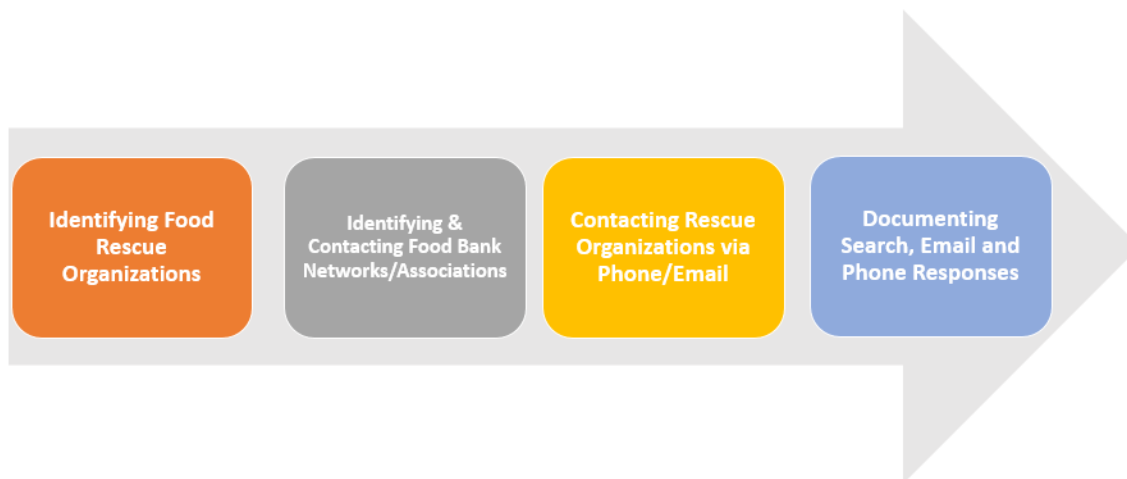 Identifying Food
Rescue
Organizations
Identifying &
Contacting Food Bank
Networks/Associations
Contacting Rescue
Organizations via
Phone/Email
Documenting
Search, Email and
Phone Responses